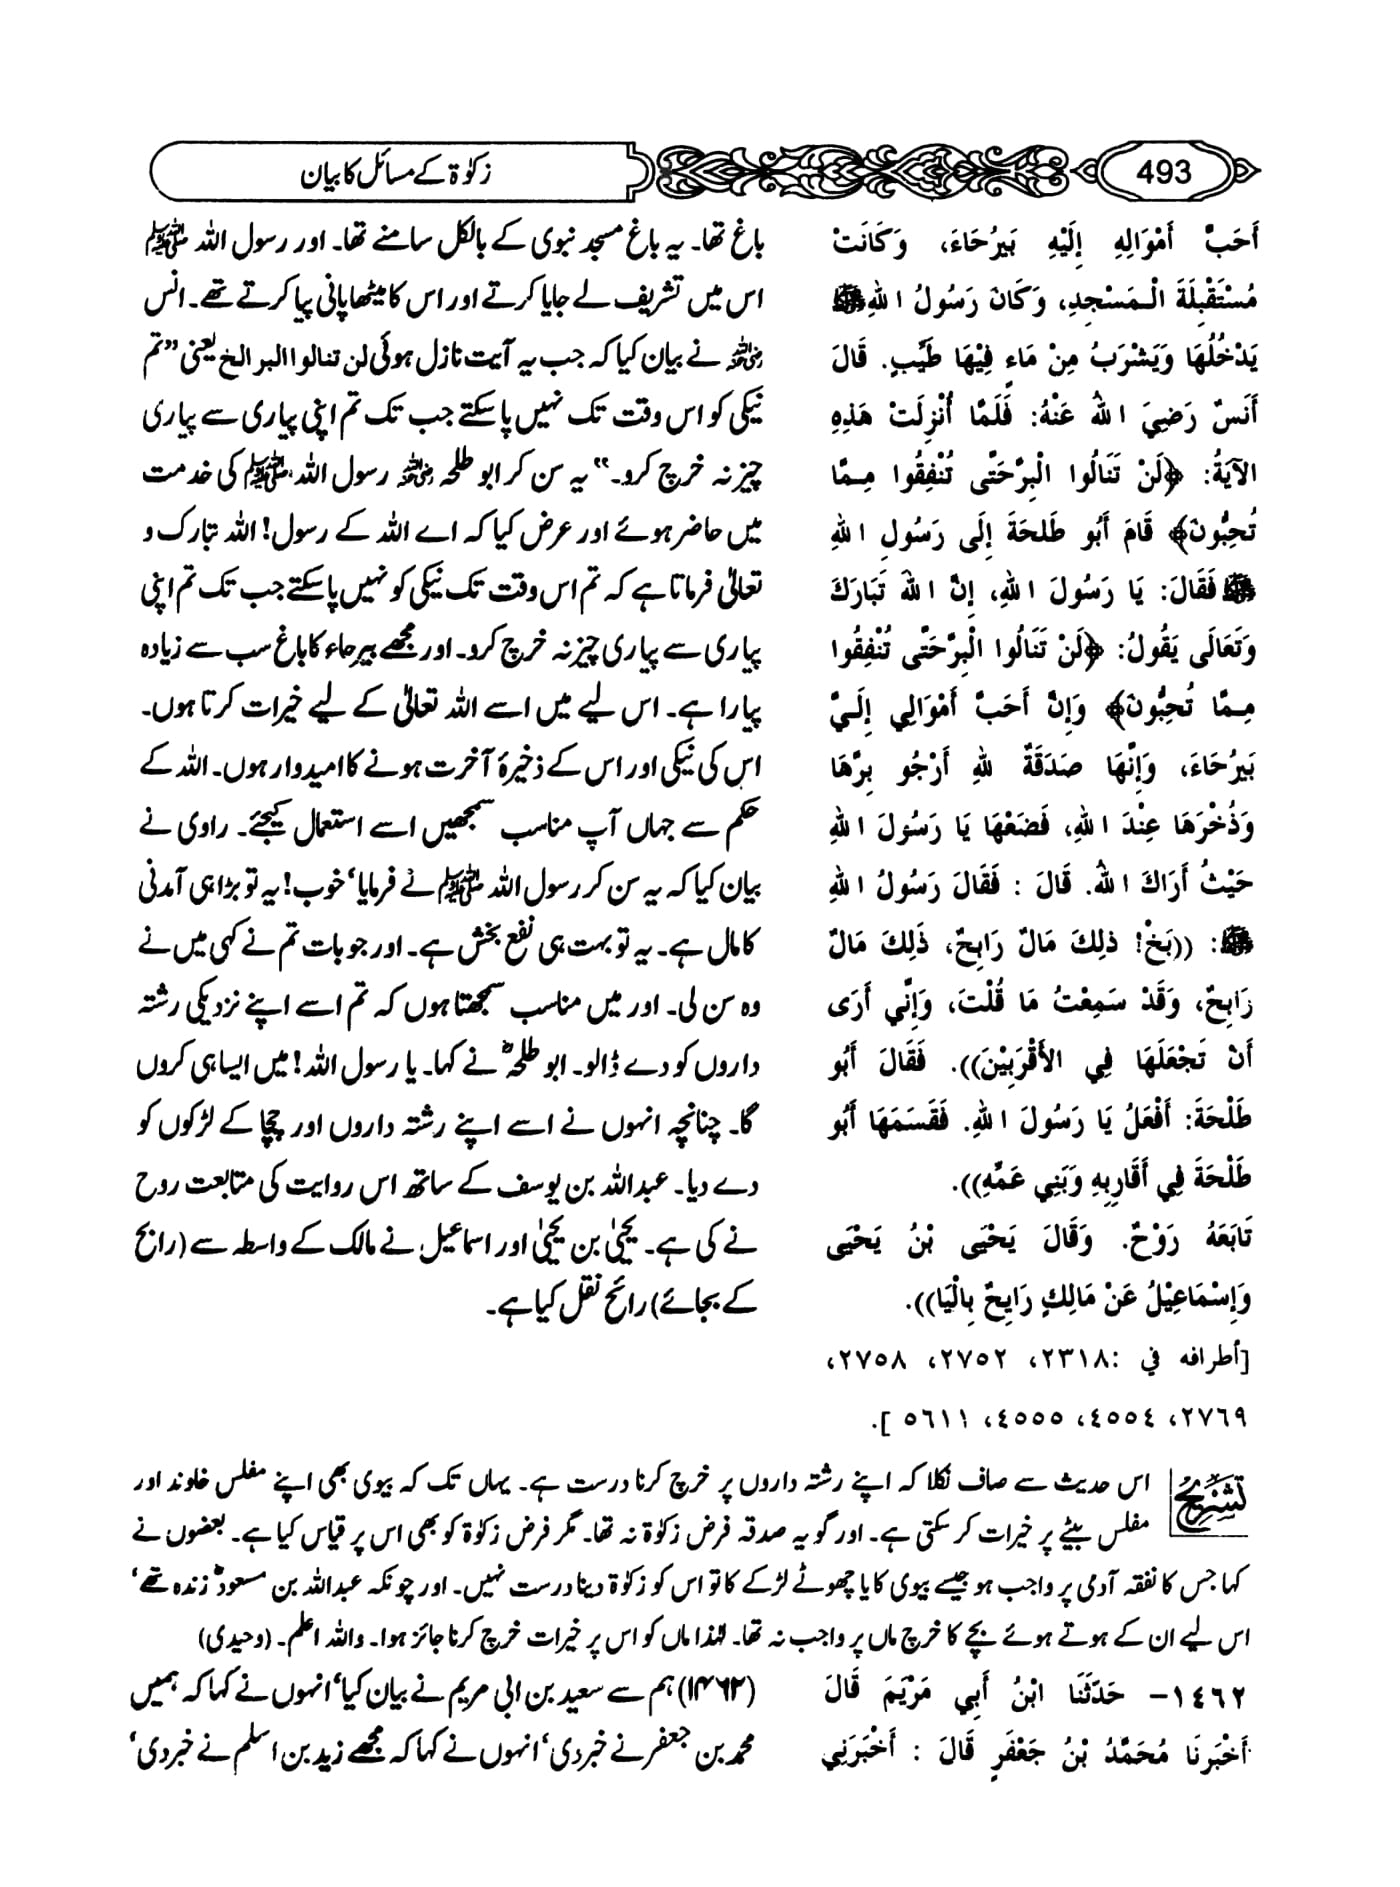 493
زکوٰۃ کے مسائل کا بیان
أَحَبَّ أَمْوَالِهِ إِلَيْهِ بَيرُحَاءَ، وَكَانَتْ
مُسْتَقْبِلَةَ الْـمَسْجِدِ، وَكَانَ رَسُولُ اللهِ ﷺ
يَدْخُلُهَا وَيَشْرَبُ مِنْ مَاءٍ فِيْهَا طَيِّبٍ. قَالَ
أَنَسٌ رَضِيَ اللهُ عَنْهُ: فَلَمَّا أُنْزِلَتْ هَذِهِ
الآيَةُ: ﴿لَنْ تَنَالُوا الْبِرَّحَتَّى تُنْفِقُوا مِـمَّا
تُحِبُّونَ﴾ قَامَ أَبُو طَلحَةَ إِلَى رَسُولِ اللهِ
ﷺ فَقَالَ: يَا رَسُولَ اللهِ، إِنَّ اللهَ تَبَارَكَ
وَتَعَالَى يَقُولُ: ﴿لَنْ تَنَالُوا الْبِرَّحَتَّى تُنْفِقُوا
مِـمَّا تُحِبُّونَ﴾ وَإِنَّ أَحَبَّ أَمْوَالِي إِلَيَّ
بَيرُحَاءَ، وَإِنَّهَا صَدَقَةٌ للهِ أَرْجُو بِرَّهَا
وَذُخْرَهَا عِنْدَ اللهِ، فَضَعْهَا يَا رَسُولَ اللهِ
حَيْثُ أَرَاكَ اللهُ. قَالَ : فَقَالَ رَسُولُ اللهِ
ﷺ: ((بَخْ! ذلِكَ مَالٌ رَابِحٌ، ذَلِكَ مَالٌ
رَابِحٌ، وَقَدْ سَمِعْتُ مَا قُلْتَ، وَإِنِّي أَرَى
أَنْ تَجْعَلَهَا فِي الأَقْرَبِيْنَ)). فَقَالَ أَبُو
طَلْحَةَ: أَفْعَلُ يَا رَسُولَ اللهِ. فَقَسَمَهَا أَبُو
طَلْحَةَ فِي أَقَارِبِهِ وَبَنِي عَمِّهِ)).
تَابَعَهُ رَوْحٌ. وَقَالَ يَحْيَى بْنُ يَحْيَى
وَإِسْمَاعِيْلُ عَنْ مَالِكٍ رَايِحٌ بِالْيَا)).
[أطرافه في :٢٣١٨، ٢٧٥٢، ٢٧٥٨،
٢٧٦٩، ٤٥٥٤، ٤٥٥٥، ٥٦١١ ].
باغ تھا۔ یہ باغ مسجد نبوی کے بالکل سامنے تھا۔ اور رسول اللہ ﷺ
اس میں تشریف لے جایا کرتے اور اس کا میٹھا پانی پیا کرتے تھے۔ انس
رضی اللہ عنہ نے بیان کیا کہ جب یہ آیت نازل ہوئی لن تنالوا البر الخ یعنی ”تم
نیکی کو اس وقت تک نہیں پا سکتے جب تک تم اپنی پیاری سے پیاری
چیز نہ خرچ کرو۔“ یہ سن کر ابو طلحہ رضی اللہ عنہ رسول اللہ ﷺ کی خدمت
میں حاضر ہوئے اور عرض کیا کہ اے اللہ کے رسول! اللہ تبارک و
تعالیٰ فرماتا ہے کہ تم اس وقت تک نیکی کو نہیں پا سکتے جب تک تم اپنی
پیاری سے پیاری چیز نہ خرچ کرو۔ اور مجھے بیرحاء کا باغ سب سے زیادہ
پیارا ہے۔ اس لیے میں اسے اللہ تعالیٰ کے لیے خیرات کرتا ہوں۔
اس کی نیکی اور اس کے ذخیرۂ آخرت ہونے کا امیدوار ہوں۔ اللہ کے
حکم سے جہاں آپ مناسب سمجھیں اسے استعمال کیجئے۔ راوی نے
بیان کیا کہ یہ سن کر رسول اللہ ﷺ نے فرمایا‘ خوب! یہ تو بڑا ہی آمدنی
کا مال ہے۔ یہ تو بہت ہی نفع بخش ہے۔ اور جو بات تم نے کہی میں نے
وہ سن لی۔ اور میں مناسب سمجھتا ہوں کہ تم اسے اپنے نزدیکی رشتہ
داروں کو دے ڈالو۔ ابو طلحہؓ نے کہا۔ یا رسول اللہ! میں ایسا ہی کروں
گا۔ چنانچہ انہوں نے اسے اپنے رشتہ داروں اور چچا کے لڑکوں کو
دے دیا۔ عبداللہ بن یوسف کے ساتھ اس روایت کی متابعت روح
نے کی ہے۔ یحییٰ بن یحییٰ اور اسماعیل نے مالک کے واسطہ سے (رابح
کے بجائے) رائح نقل کیا ہے۔
تشریح
اس حدیث سے صاف نکلا کہ اپنے رشتہ داروں پر خرچ کرنا درست ہے۔ یہاں تک کہ بیوی بھی اپنے مفلس خاوند اور
مفلس بیٹے پر خیرات کر سکتی ہے۔ اور گو یہ صدقہ فرض زکوٰۃ نہ تھا۔ مگر فرض زکوٰۃ کو بھی اس پر قیاس کیا ہے۔ بعضوں نے
کہا جس کا نفقہ آدمی پر واجب ہو جیسے بیوی کا یا چھوٹے لڑکے کا تو اس کو زکوٰۃ دینا درست نہیں۔ اور چونکہ عبداللہ بن مسعودؓ زندہ تھے‘
اس لیے ان کے ہوتے ہوئے بچے کا خرچ ماں پر واجب نہ تھا۔ لہٰذا ماں کو اس پر خیرات خرچ کرنا جائز ہوا۔ واللہ اعلم۔ (وحیدی)
١٤٦٢- حَدَّثَنَا ابْنُ أَبِي مَرْيَمَ قَالَ
أَخْبَرَنَا مُحَمَّدُ بْنُ جَعْفَرٍ قَالَ : أَخْبَرَنِي
(۱۴۶۲) ہم سے سعید بن ابی مریم نے بیان کیا‘ انہوں نے کہا کہ ہمیں
محمد بن جعفر نے خبر دی‘ انہوں نے کہا کہ مجھے زید بن اسلم نے خبر دی‘